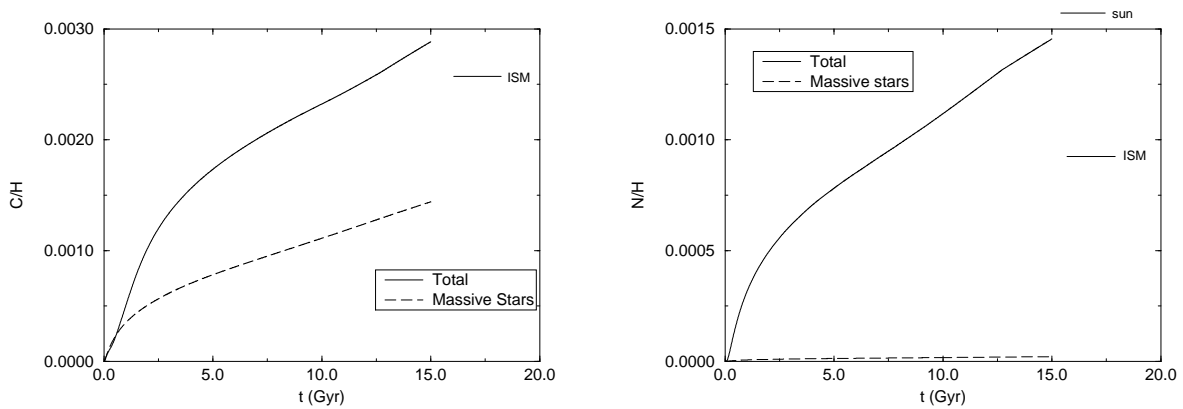 0.0030
0.0020
0.0010
0.0000
C/H
ISM
Total
Massive Stars
0.0
5.0
10.0
15.0
20.0
t (Gyr)
sun
0.0015
0.0010
0.0005
0.0000
N/H
Total
Massive stars
ISM
0.0
5.0
10.0
15.0
20.0
t (Gyr)